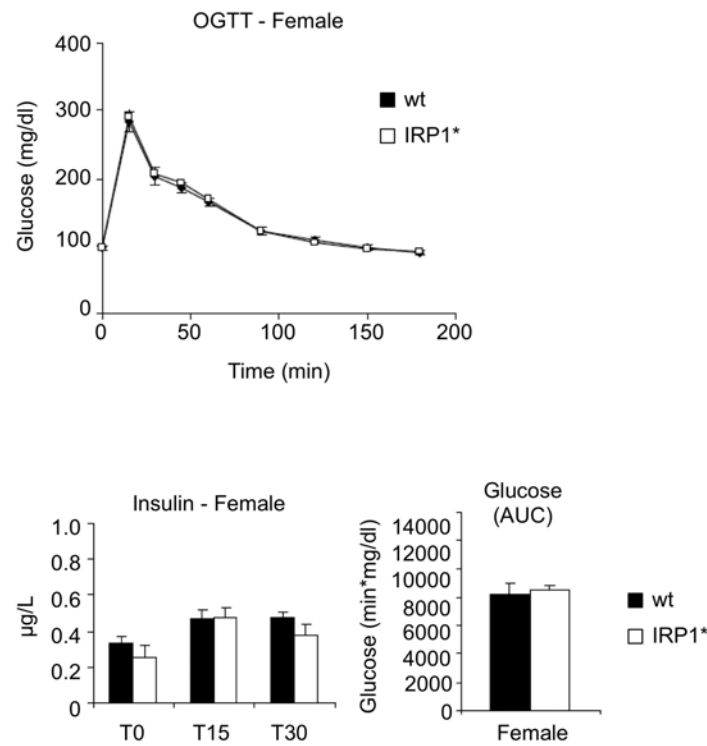 OGTT - Female
400
300
200
100
0
Glucose (mg/dl)
wt
IRP1*
0 50 100 150 200
Time (min)
Insulin - Female
1.0
0.8
0.6
0.4
0.2
0
µg/L
T0 T15 T30
Glucose
(AUC)
14000
12000
10000
8000
6000
4000
2000
0
Glucose (min*mg/dl)
Female
wt
IRP1*